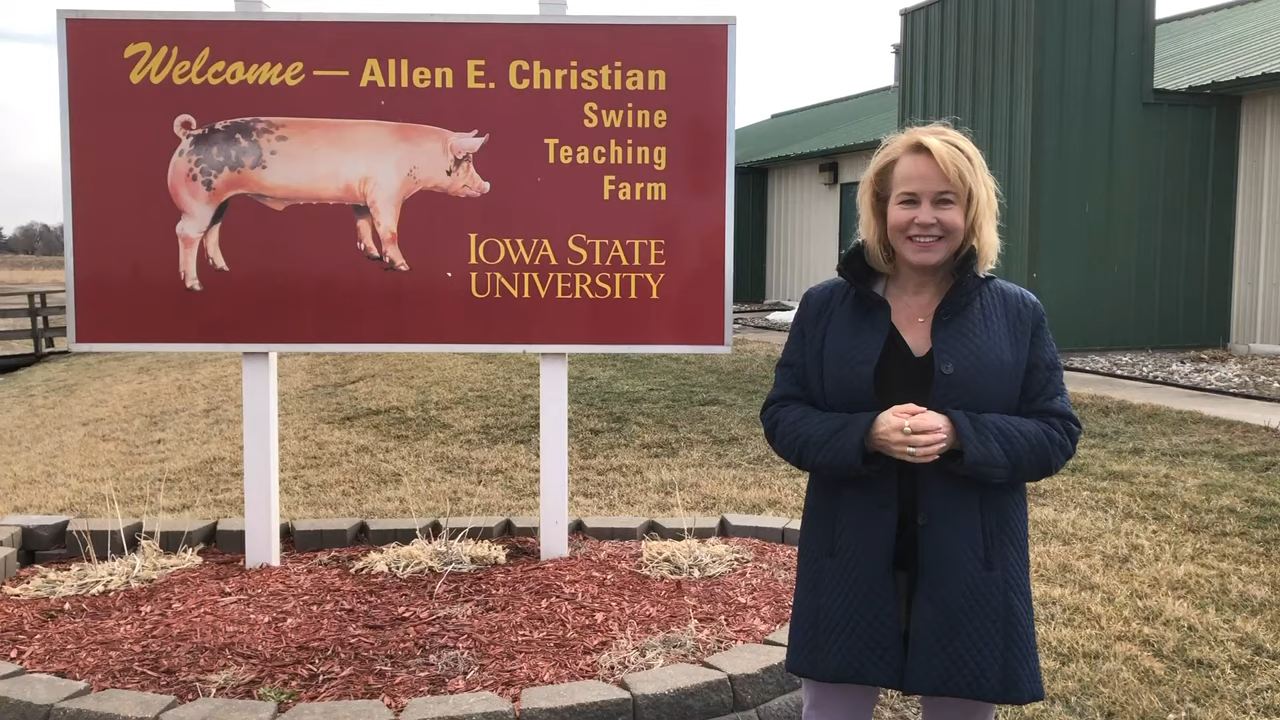 Welcome — Allen E. Christian
Swine
Teaching
Farm
IOWA STATE
UNIVERSITY